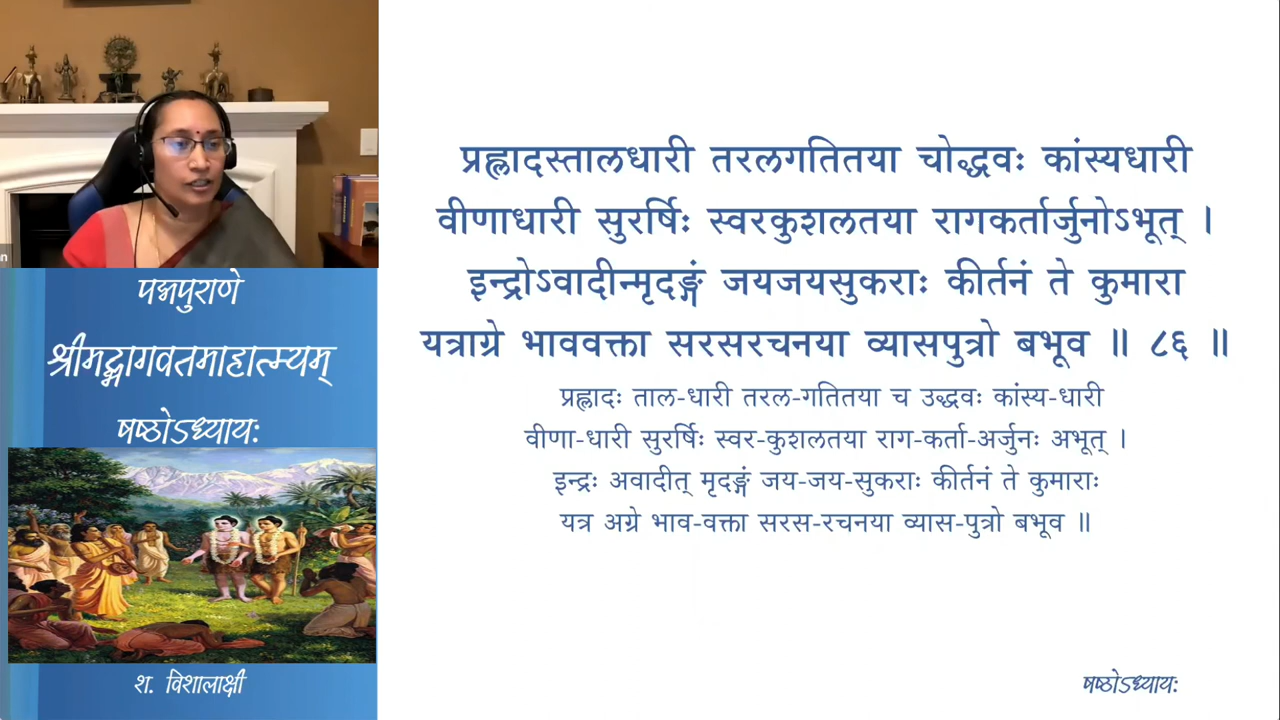 प्रह्लादस्तालधारी तरलगतितया चोद्धवः कांस्यधारी
वीणाधारी सुरर्षिः स्वरकुशलतया रागकर्तार्जुनोऽभूत् ।
इन्द्रोऽवादीन्मृदङ्गं जयजयसुकराः कीर्तनं ते कुमारा
यत्राग्रे भाववक्ता सरसरचनया व्यासपुत्रो बभूव ॥ ८६ ॥
प्रह्लादः ताल-धारी तरल-गतितया च उद्धवः कांस्य-धारी
वीणा-धारी सुरर्षिः स्वर-कुशलतया राग-कर्ता-अर्जुनः अभूत् ।
इन्द्रः अवादीत् मृदङ्गं जय-जय-सुकराः कीर्तनं ते कुमाराः
यत्र अग्रे भाव-वक्ता सरस-रचनया व्यास-पुत्रो बभूव ॥
पद्मपुराणे
श्रीमद्भागवतमाहात्म्यम्
षष्ठोऽध्यायः
श. विशालाक्षी
षष्ठोऽध्यायः